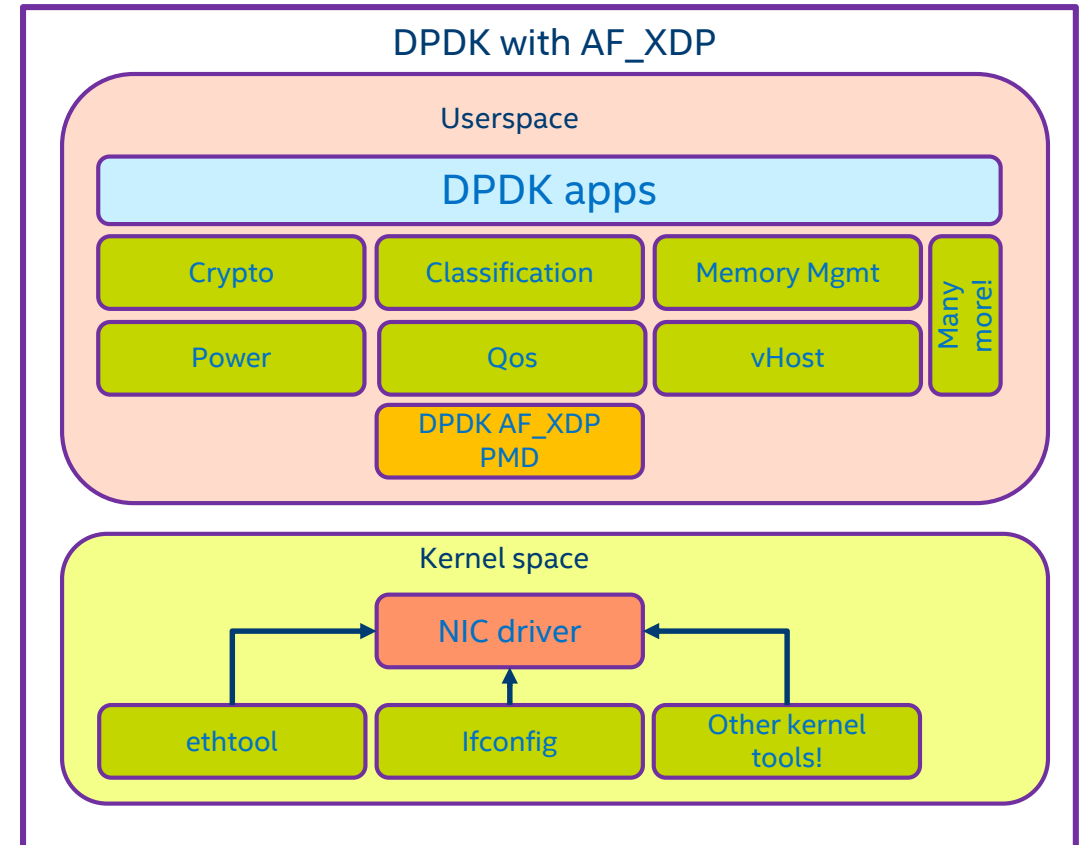 DPDK with AF_XDP
Userspace
DPDK apps
Crypto
Classification
Memory Mgmt
Many
more!
Power
Qos
vHost
DPDK AF_XDP
PMD
Kernel space
NIC driver
ethtool
Ifconfig
Other kernel
tools!